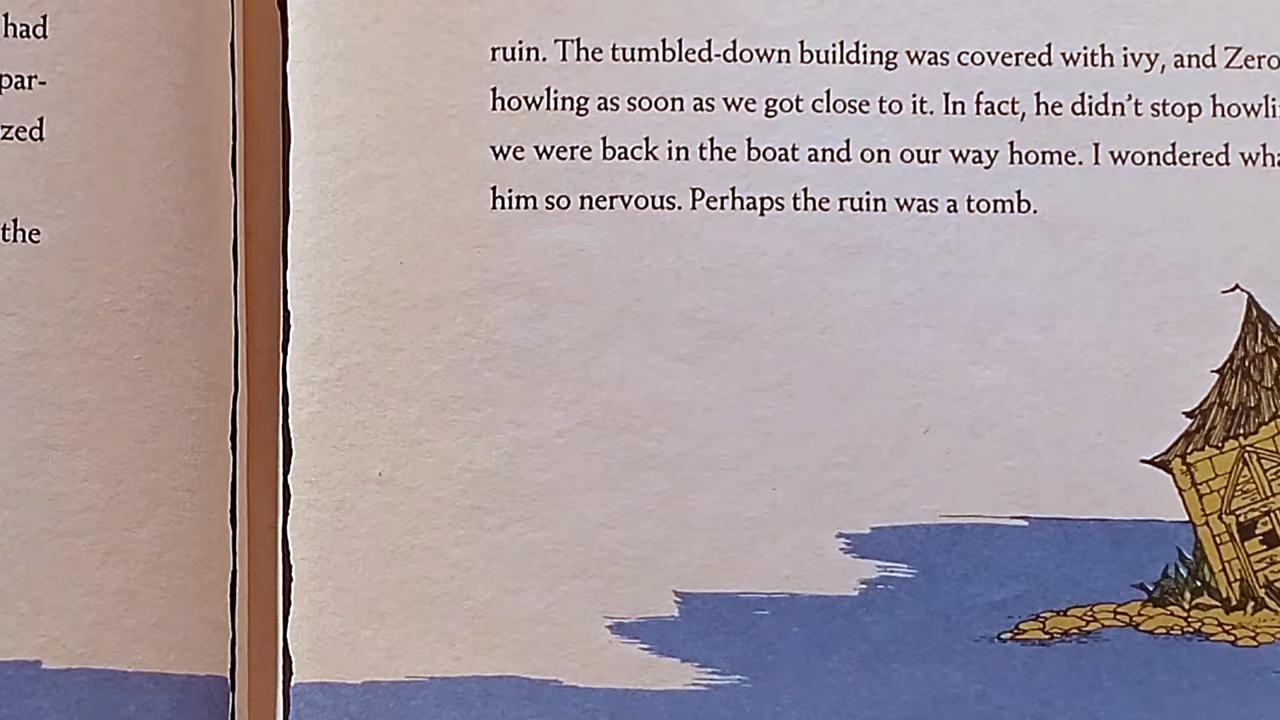 had
par-
zed
the
ruin. The tumbled-down building was covered with ivy, and Zero
howling as soon as we got close to it. In fact, he didn't stop howli
we were back in the boat and on our way home. I wondered wha
him so nervous. Perhaps the ruin was a tomb.